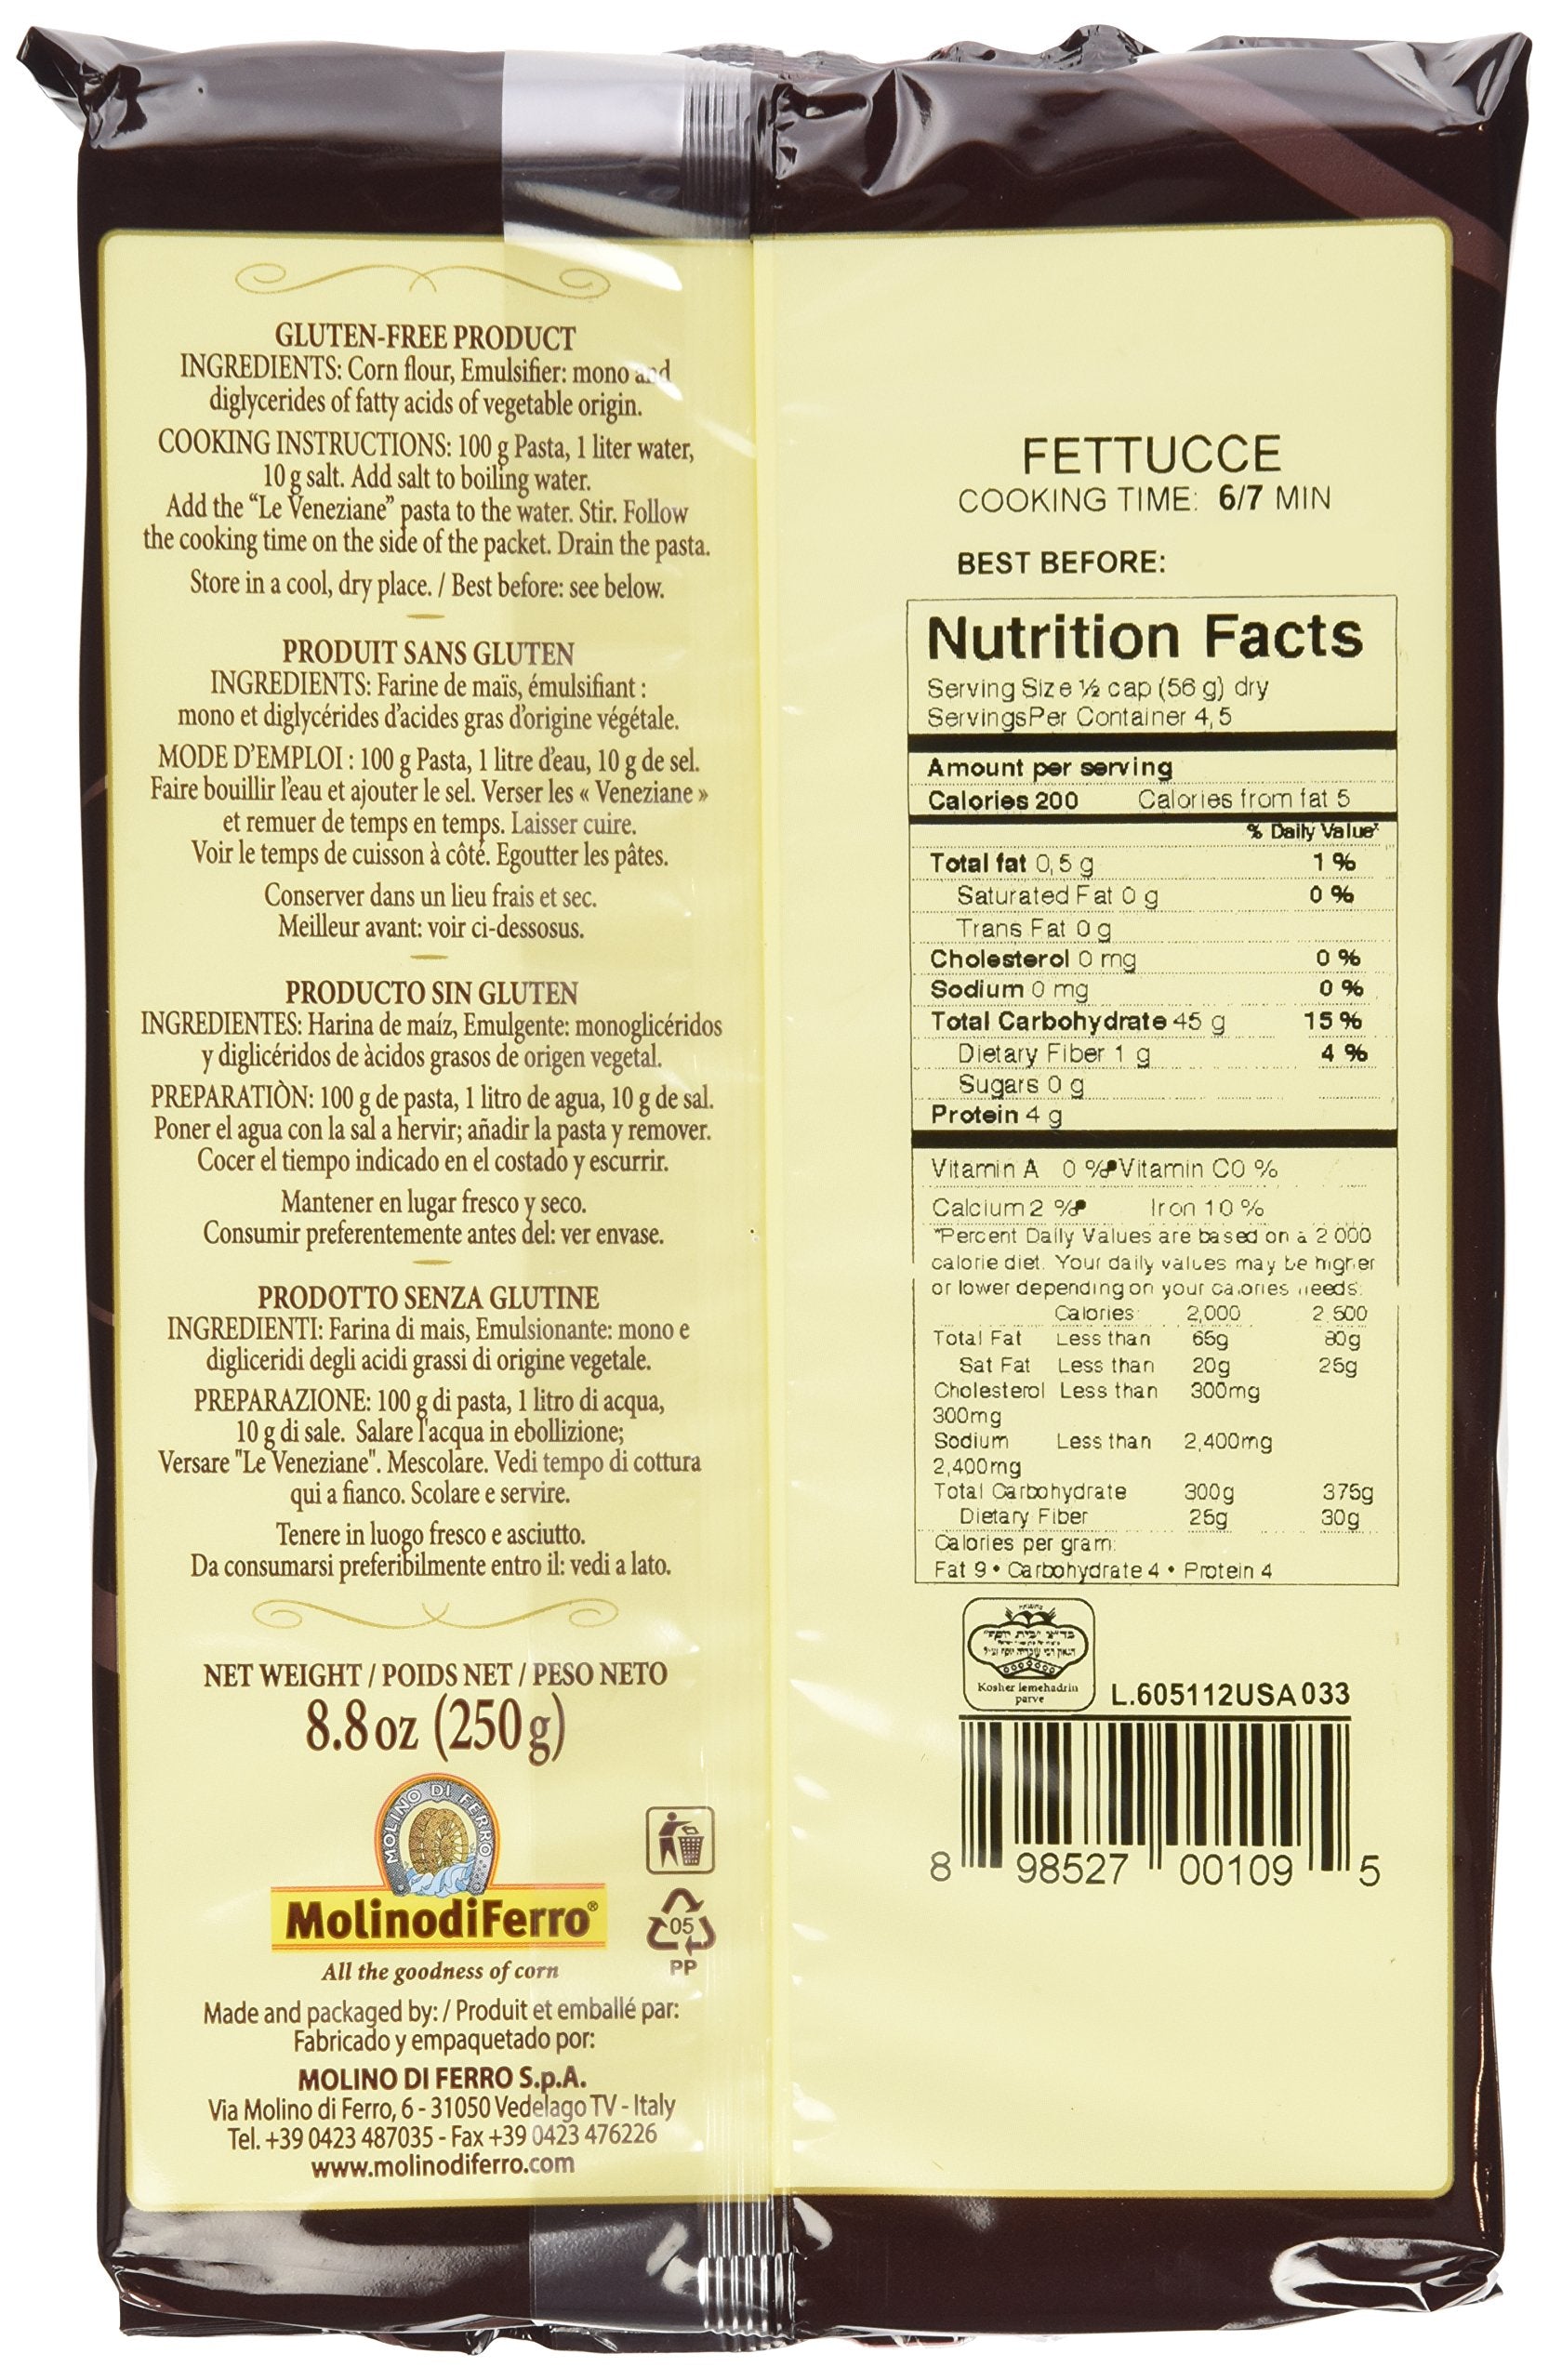 GLUTEN-FREE PRODUCT
INGREDIENTS: Corn flour, Emulsifier: mono and
diglycerides of fatty acids of vegetable origin.
COOKING INSTRUCTIONS: 100 g Pasta, 1 liter water,
10 g salt. Add salt to boiling water.
Add the “Le Veneziane” pasta to the water. Stir. Follow
the cooking time on the side of the packet. Drain the pasta.
Store in a cool, dry place. / Best before: see below.
PRODUIT SANS GLUTEN
INGREDIENTS: Farine de maïs, émulsifiant :
mono et diglycérides d'acides gras d'origine végétale.
MODE D'EMPLOI : 100 g Pasta, 1 litre d'eau, 10 g de sel.
Faire bouillir l'eau et ajouter le sel. Verser les « Veneziane »
et remuer de temps en temps. Laisser cuire.
Voir le temps de cuisson à côté. Egoutter les pâtes.
Conserver dans un lieu frais et sec.
Meilleur avant: voir ci-dessosus.
PRODUCTO SIN GLUTEN
INGREDIENTES: Harina de maíz, Emulgente: monoglicéridos
y diglicéridos de àcidos grasos de origen vegetal.
PREPARATIÒN: 100 g de pasta, 1 litro de agua, 10 g de sal.
Poner el agua con la sal a hervir; añadir la pasta y remover.
Cocer el tiempo indicado en el costado y escurrir.
Mantener en lugar fresco y seco.
Consumir preferentemente antes del: ver envase.
PRODOTTO SENZA GLUTINE
INGREDIENTI: Farina di mais, Emulsionante: mono e
digliceridi degli acidi grassi di origine vegetale.
PREPARAZIONE: 100 g di pasta, 1 litro di acqua,
10 g di sale. Salare l'acqua in ebollizione;
Versare "Le Veneziane". Mescolare. Vedi tempo di cottura
qui a fianco. Scolare e servire.
Tenere in luogo fresco e asciutto.
Da consumarsi preferibilmente entro il: vedi a lato.
NET WEIGHT / POIDS NET / PESO NETO
8.8 oz (250 g)
MOLINO DI FERRO
MolinodiFerro®
All the goodness of corn
05
PP
Made and packaged by: / Produit et emballé par:
Fabricado y empaquetado por:
MOLINO DI FERRO S.p.A.
Via Molino di Ferro, 6 - 31050 Vedelago TV - Italy
Tel. +39 0423 487035 - Fax +39 0423 476226
www.molinodiferro.com
FETTUCCE
COOKING TIME: 6/7 MIN
BEST BEFORE:
Nutrition Facts
Serving Size ½ cap (56 g) dry
ServingsPer Container 4,5
Amount per serving
Calories 200 Calories from fat 5
% Daily Value*
Total fat 0,5 g 1 %
Saturated Fat 0 g 0 %
Trans Fat 0 g
Cholesterol 0 mg 0 %
Sodium 0 mg 0 %
Total Carbohydrate 45 g 15 %
Dietary Fiber 1 g 4 %
Sugars 0 g
Protein 4 g
Vitamin A 0 % Vitamin C0 %
Calcium 2 % Iron 10 %
*Percent Daily Values are based on a 2 000
calorie diet. Your daily values may be higher
or lower depending on your calories needs:
Calories: 2,000 2 500
Total Fat Less than 65g 80g
Sat Fat Less than 20g 25g
Cholesterol Less than 300mg
300mg
Sodium Less than 2,400mg
2,400mg
Total Carbohydrate 300g 375g
Dietary Fiber 25g 30g
Calories per gram:
Fat 9 • Carbohydrate 4 • Protein 4
Kosher lemehadrin
parve
L.605112USA033
8 98527 00109 5